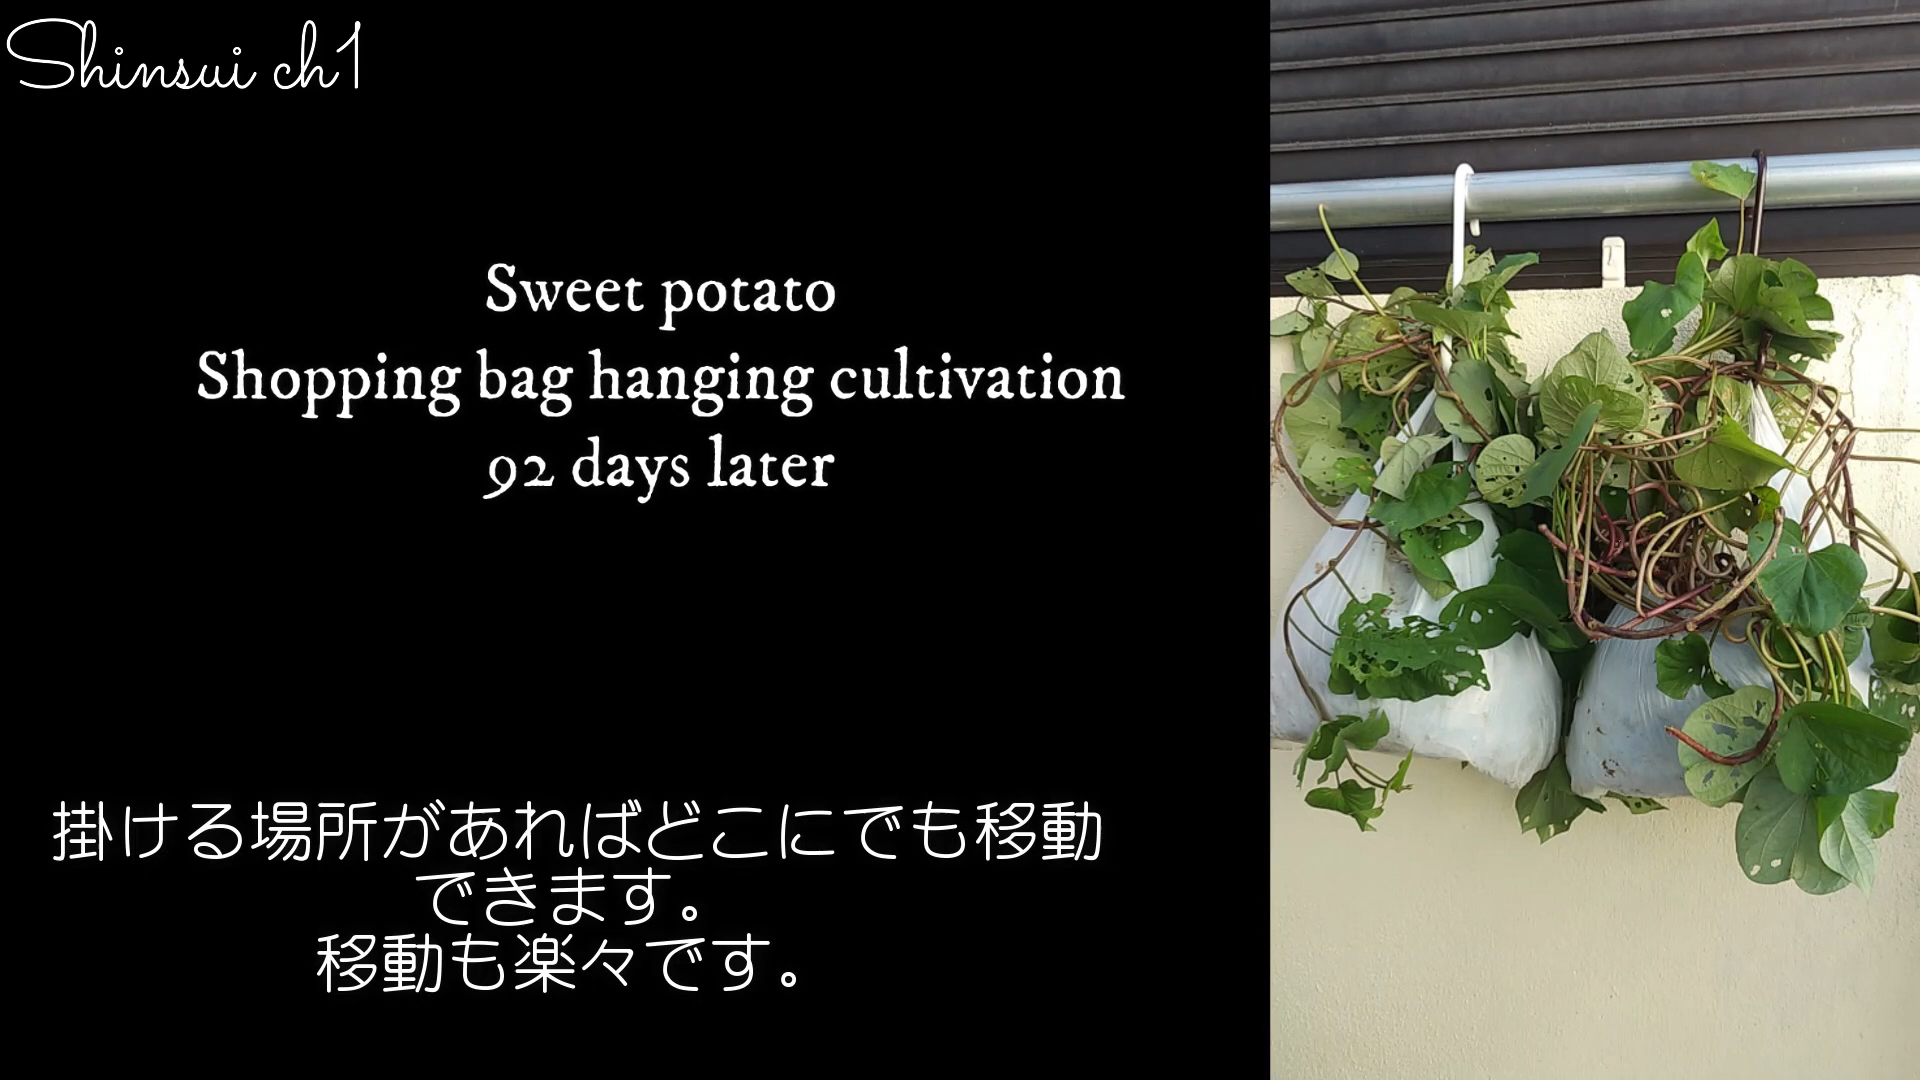 Shinsui ch1
Sweet potato
Shopping bag hanging cultivation
92 days later
掛ける場所があればどこにでも移動
できます。
移動も楽々です。